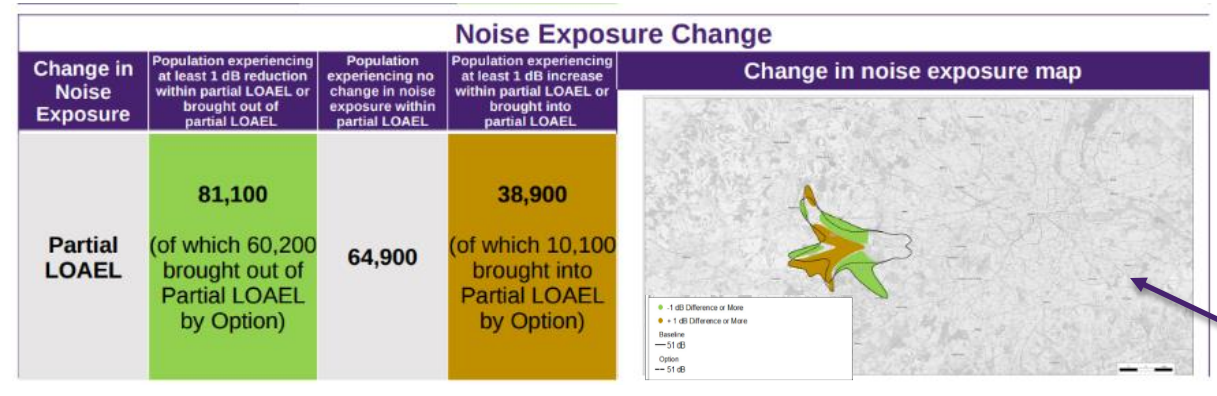 Noise Exposure Change
Change in
Noise
Exposure
Population experiencing
at least 1 dB reduction
within partial LOAEL or
brought out of
partial LOAEL
Population
experiencing no
change in noise
exposure within
partial LOAEL
Population experiencing
at least 1 dB increase
within partial LOAEL or
brought into
partial LOAEL
Change in noise exposure map
Partial
LOAEL
81,100
(of which 60,200
brought out of
Partial LOAEL
by Option)
64,900
38,900
(of which 10,100
brought into
Partial LOAEL
by Option)
-1 dB Difference or More
+ 1 dB Difference or More
Baseline
51 dB
Option
51 dB